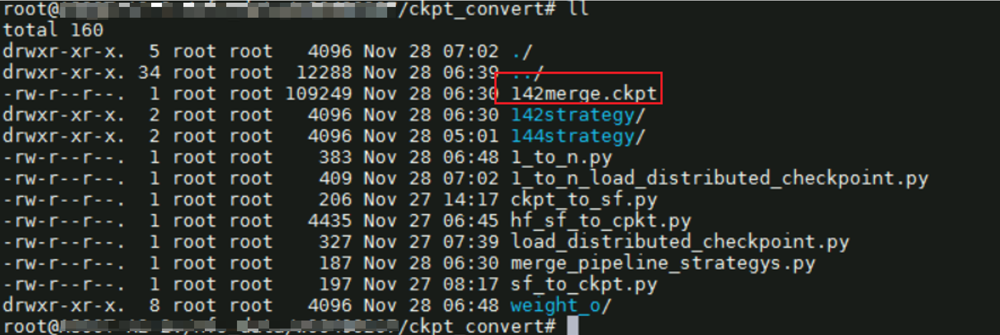 root@ /ckpt_convert# ll
total 160
drwxr-xr-x.  5 root root   4096 Nov 28 07:02 ./
drwxr-xr-x. 34 root root  12288 Nov 28 06:39 ../
-rw-r--r--.  1 root root 109249 Nov 28 06:30 142merge.ckpt
drwxr-xr-x.  2 root root   4096 Nov 28 06:30 142strategy/
drwxr-xr-x.  2 root root   4096 Nov 28 05:01 144strategy/
-rw-r--r--.  1 root root    383 Nov 28 06:48 1_to_n.py
-rw-r--r--.  1 root root    409 Nov 28 07:02 1_to_n_load_distributed_checkpoint.py
-rw-r--r--.  1 root root    206 Nov 27 14:17 ckpt_to_sf.py
-rw-r--r--.  1 root root   4435 Nov 27 06:45 hf_sf_to_cpkt.py
-rw-r--r--.  1 root root    327 Nov 27 07:39 load_distributed_checkpoint.py
-rw-r--r--.  1 root root    187 Nov 28 06:30 merge_pipeline_strategys.py
-rw-r--r--.  1 root root    197 Nov 27 08:17 sf_to_ckpt.py
drwxr-xr-x.  8 root root   4096 Nov 28 06:48 weight_o/
root@ /ckpt_convert#